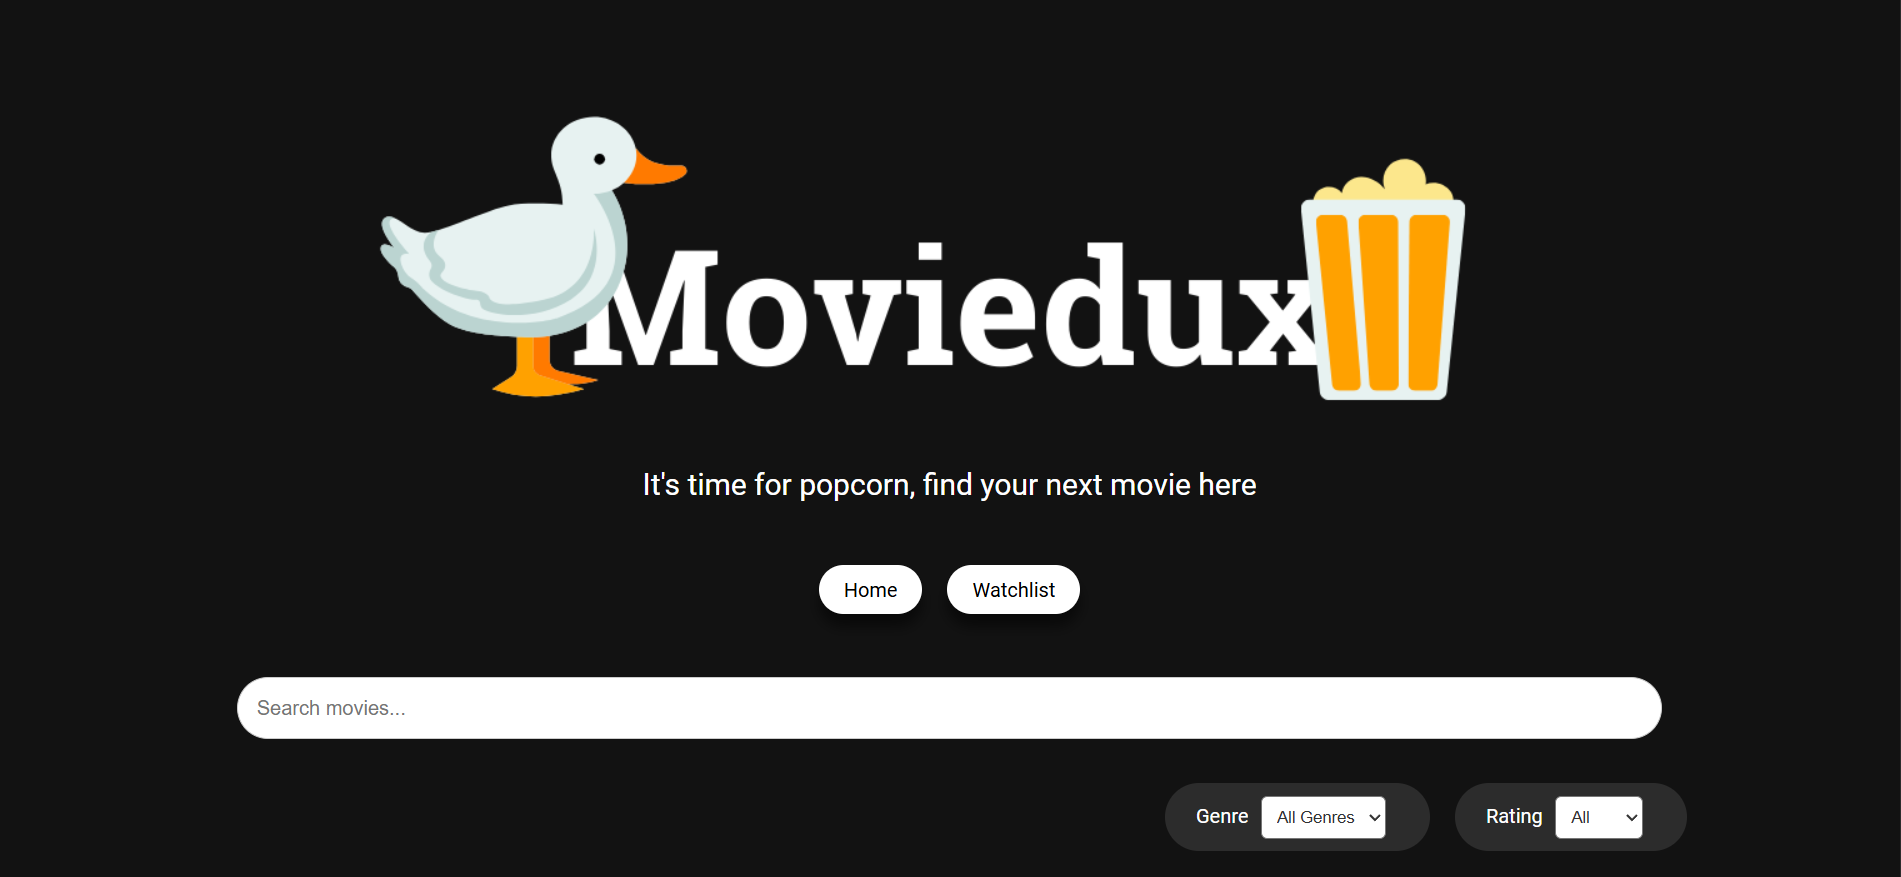 Moviedux
It's time for popcorn, find your next movie here
Home Watchlist
Search movies...
Genre All Genres Rating All